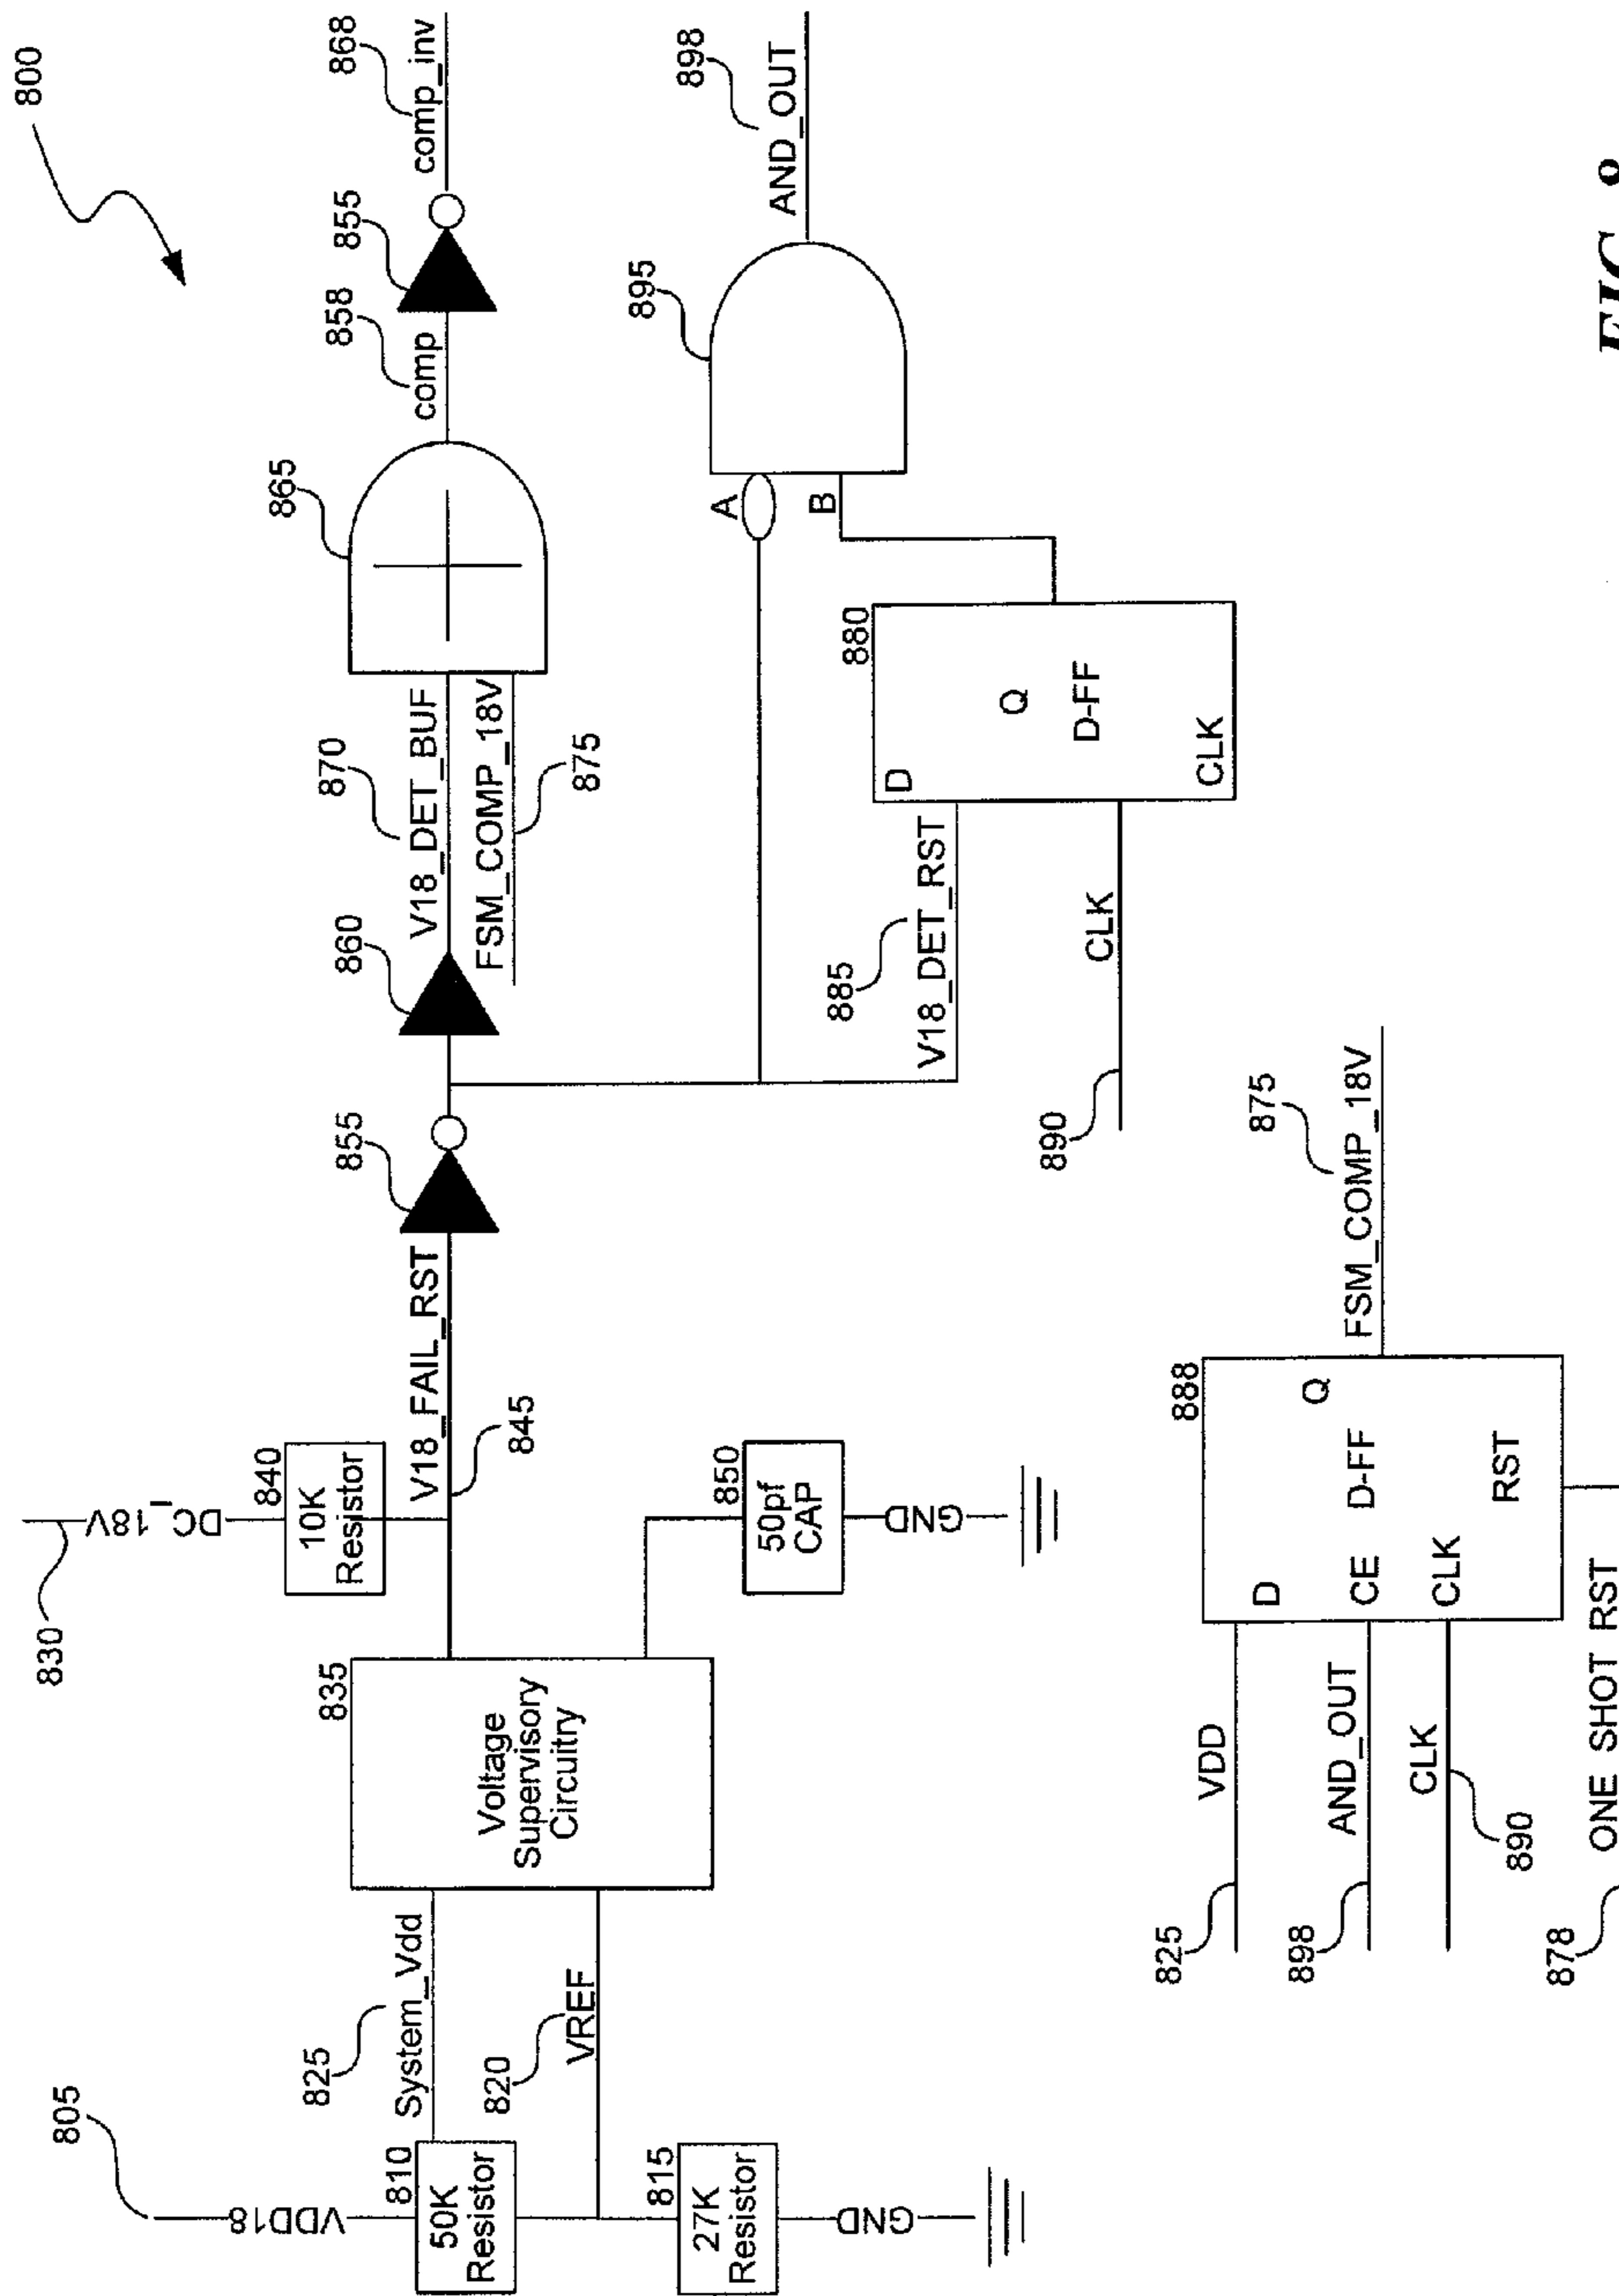 800
805
VDD18
810
50K
Resistor
815
27K
Resistor
GND
825
System_Vdd
820
VREF
835
Voltage
Supervisory
Circuitry
830
DC_18V
840
10K
Resistor
V18_FAIL_RST
845
850
50pf
CAP
GND
855
860
870
V18_DET_BUF
FSM_COMP_18V
875
865
858
comp
855
868
comp_inv
885
V18_DET_RST
890
CLK
880
D
Q
D-FF
CLK
A
B
895
898
AND_OUT
825
VDD
898
AND_OUT
CLK
890
878
ONE SHOT RST
888
D
Q
CE
D-FF
CLK
RST
875
FSM_COMP_18V
FIG. 8